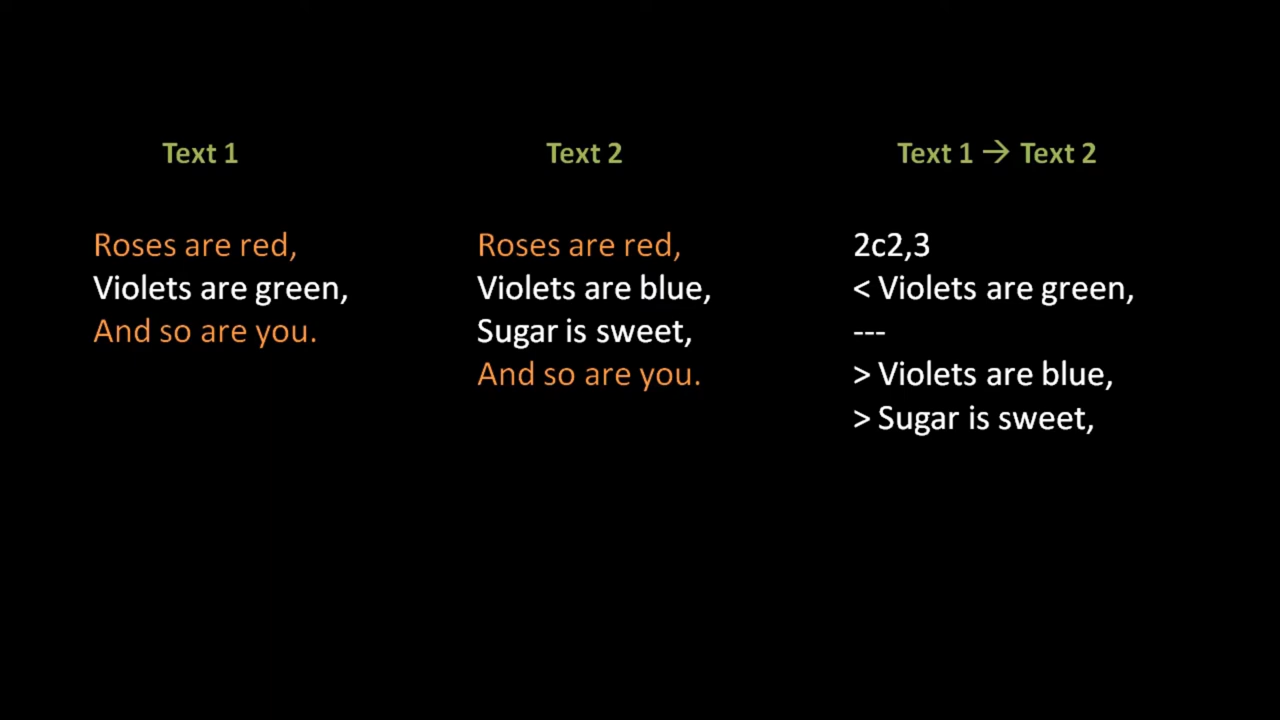 Text 1
Roses are red,
Violets are green,
And so are you.
Text 2
Roses are red,
Violets are blue,
Sugar is sweet,
And so are you.
Text 1 → Text 2
2c2,3
< Violets are green,
---
> Violets are blue,
> Sugar is sweet,